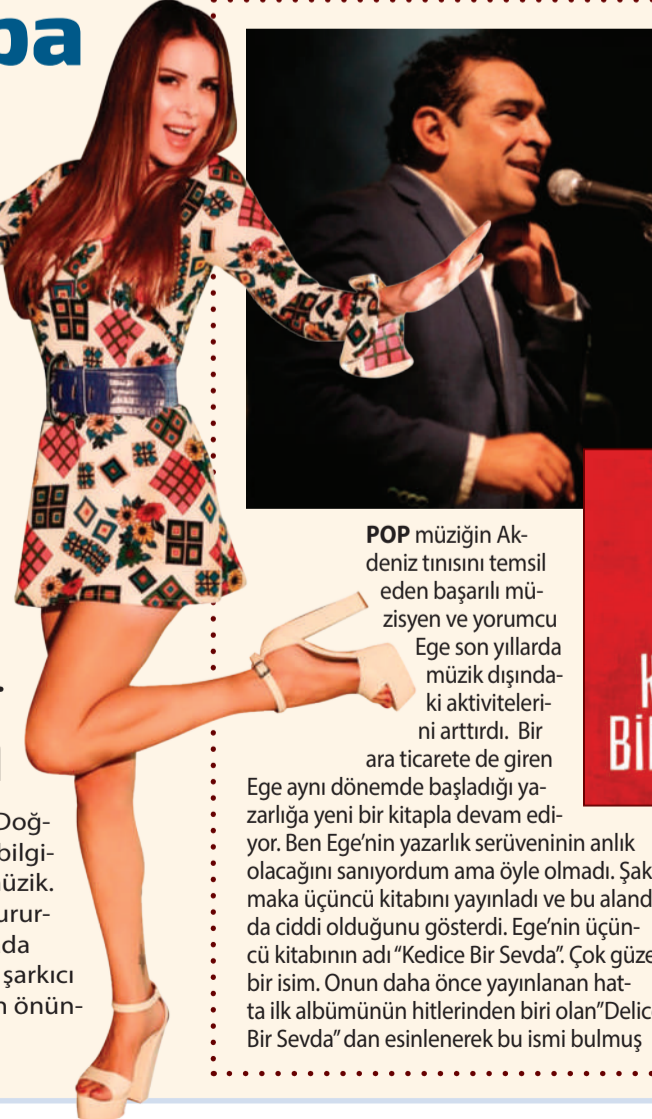 pa
Doğ-
bilgi-
üzik.
urur-
da
şarkıcı
n önün-
POP müziğin Ak-
deniz tınısını temsil
eden başarılı mü-
zisyen ve yorumcu
Ege son yıllarda
müzik dışında-
ki aktiviteleri-
ni arttırdı. Bir
ara ticarete de giren
Ege aynı dönemde başladığı ya-
zarlığa yeni bir kitapla devam edi-
yor. Ben Ege’nin yazarlık serüveninin anlık
olacağını sanıyordum ama öyle olmadı. Şak
maka üçüncü kitabını yayınladı ve bu aland
da ciddi olduğunu gösterdi. Ege’nin üçün-
cü kitabının adı “Kedice Bir Sevda”. Çok güze
bir isim. Onun daha önce yayınlanan hat-
ta ilk albümünün hitlerinden biri olan”Delice
Bir Sevda” dan esinlenerek bu ismi bulmuş
K
BİR